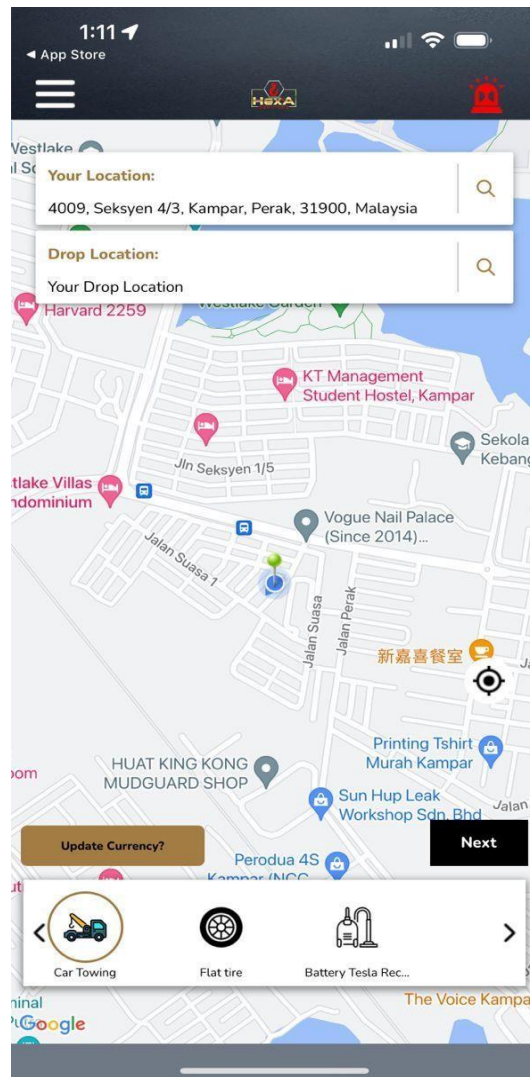 1:11
App Store
HexA
Westlake
Your Location:
4009, Seksyen 4/3, Kampar, Perak, 31900, Malaysia
Drop Location:
Your Drop Location
Westlake Garden
Harvard 2259
KT Management
Student Hostel, Kampar
Sekola
Kebang
Jln Seksyen 1/5
tlake Villas
ndominium
Vogue Nail Palace
(Since 2014)...
Jalan Suasa 1
Jalan Suasa
Jalan Perak
新嘉喜餐室
Printing Tshirt
Murah Kampar
oom
HUAT KING KONG
MUDGUARD SHOP
Sun Hup Leak
Workshop Sdn. Bhd
Jalan
Update Currency?
Next
Perodua 4S
Kampar (NGC
Car Towing
Flat tire
Battery Tesla Rec...
minal
The Voice Kampa
Google